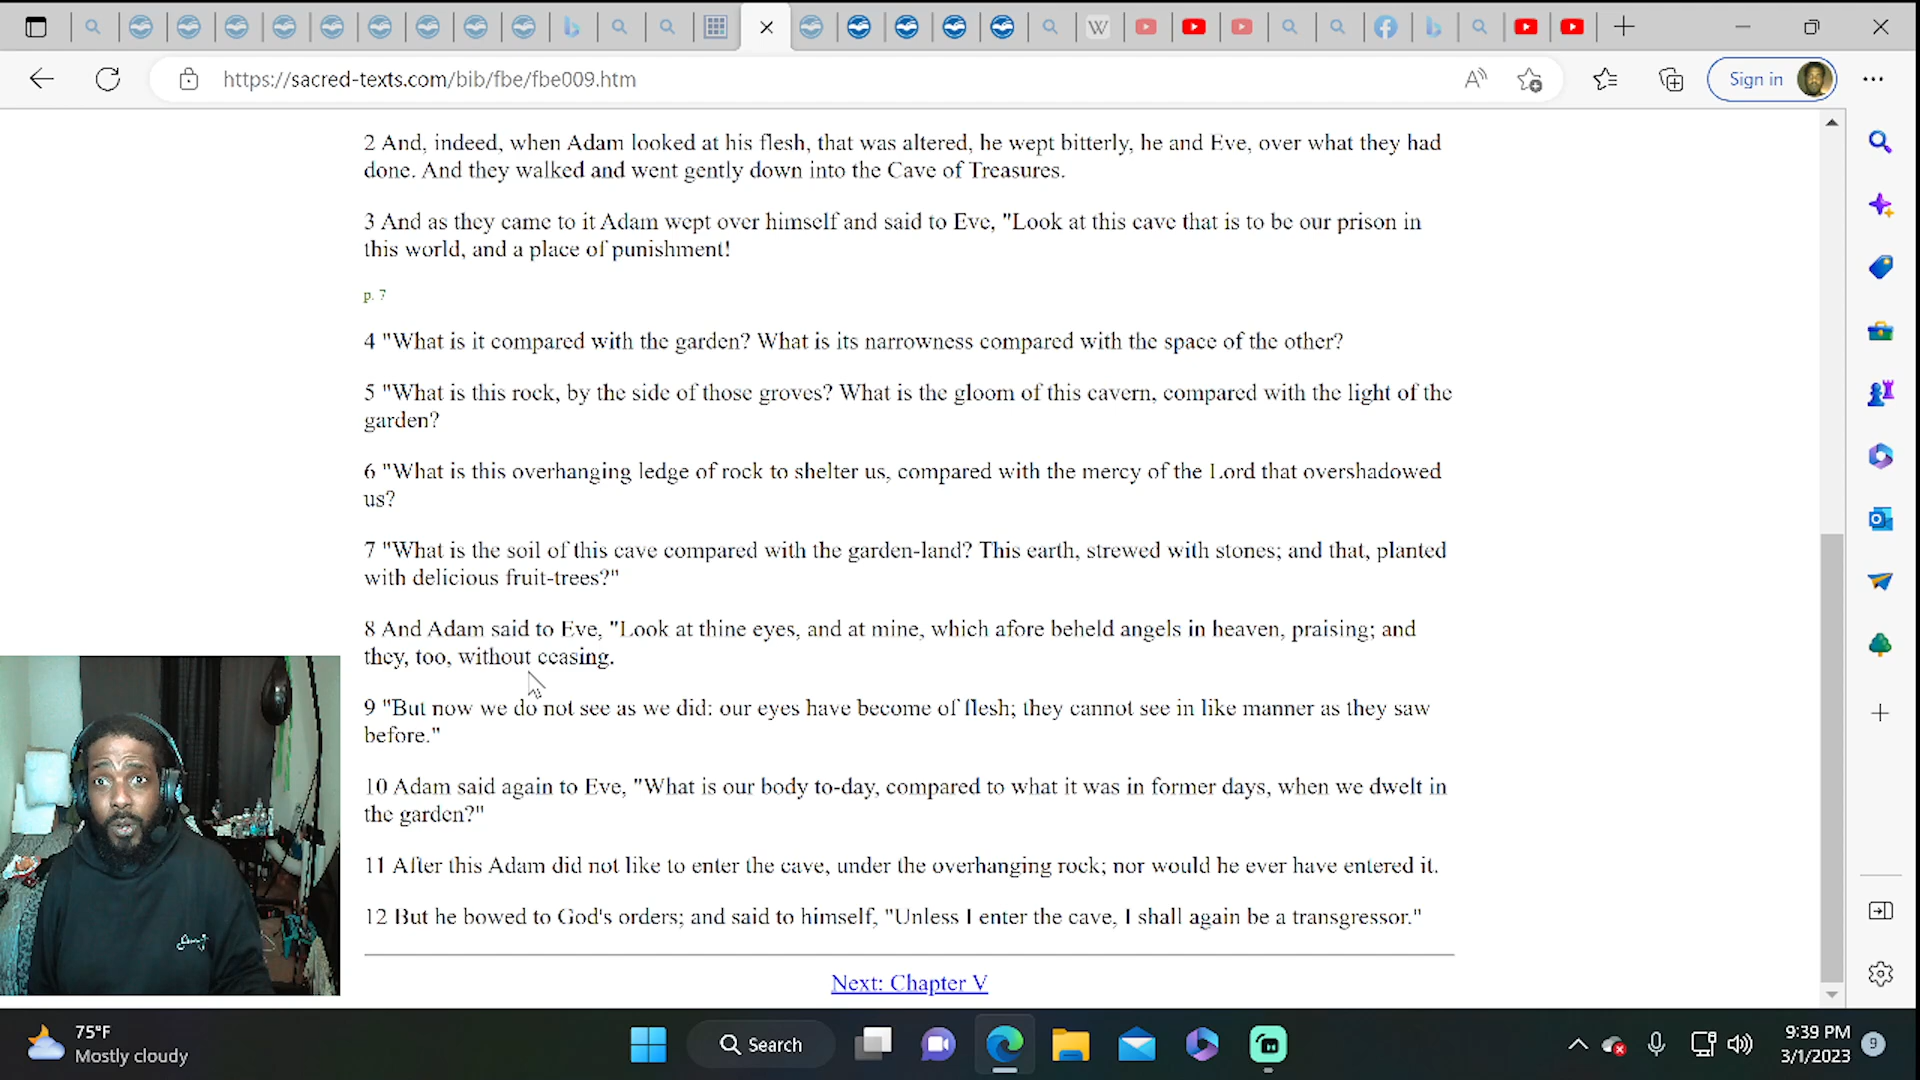 https://sacred-texts.com/bib/fbe/fbe009.htm
Sign in
2 And, indeed, when Adam looked at his flesh, that was altered, he wept bitterly, he and Eve, over what they had
done. And they walked and went gently down into the Cave of Treasures.
3 And as they came to it Adam wept over himself and said to Eve, "Look at this cave that is to be our prison in
this world, and a place of punishment!
p. 7
4 "What is it compared with the garden? What is its narrowness compared with the space of the other?
5 "What is this rock, by the side of those groves? What is the gloom of this cavern, compared with the light of the
garden?
6 "What is this overhanging ledge of rock to shelter us, compared with the mercy of the Lord that overshadowed
us?
7 "What is the soil of this cave compared with the garden-land? This earth, strewed with stones; and that, planted
with delicious fruit-trees?"
8 And Adam said to Eve, "Look at thine eyes, and at mine, which afore beheld angels in heaven, praising; and
they, too, without ceasing.
9 "But now we do not see as we did: our eyes have become of flesh; they cannot see in like manner as they saw
before."
10 Adam said again to Eve, "What is our body to-day, compared to what it was in former days, when we dwelt in
the garden?"
11 After this Adam did not like to enter the cave, under the overhanging rock; nor would he ever have entered it.
12 But he bowed to God's orders; and said to himself, "Unless I enter the cave, I shall again be a transgressor."
Next: Chapter V
75°F
Mostly cloudy
Search
9:39 PM
3/1/2023
9